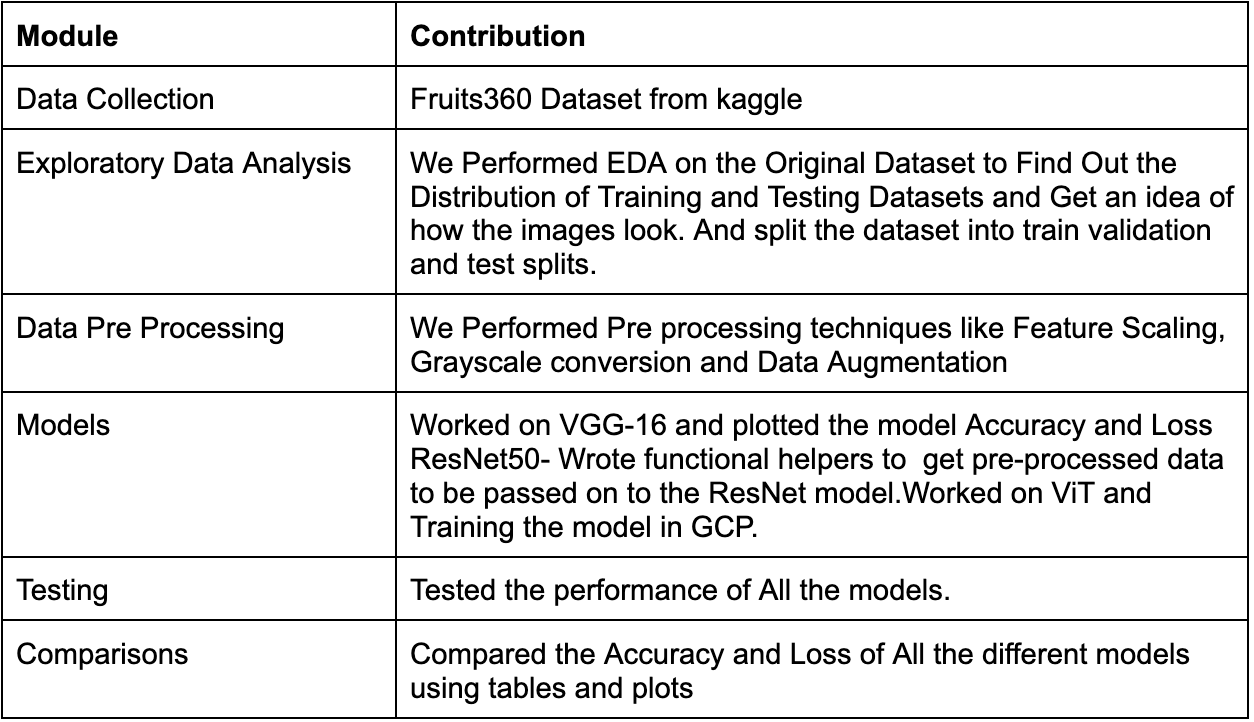 Module Contribution
Data Collection Fruits360 Dataset from kaggle
Exploratory Data Analysis We Performed EDA on the Original Dataset to Find Out the
Distribution of Training and Testing Datasets and Get an idea of
how the images look. And split the dataset into train validation
and test splits.
Data Pre Processing We Performed Pre processing techniques like Feature Scaling,
Grayscale conversion and Data Augmentation
Models Worked on VGG-16 and plotted the model Accuracy and Loss
ResNet50- Wrote functional helpers to  get pre-processed data
to be passed on to the ResNet model.Worked on ViT and
Training the model in GCP.
Testing Tested the performance of All the models.
Comparisons Compared the Accuracy and Loss of All the different models
using tables and plots